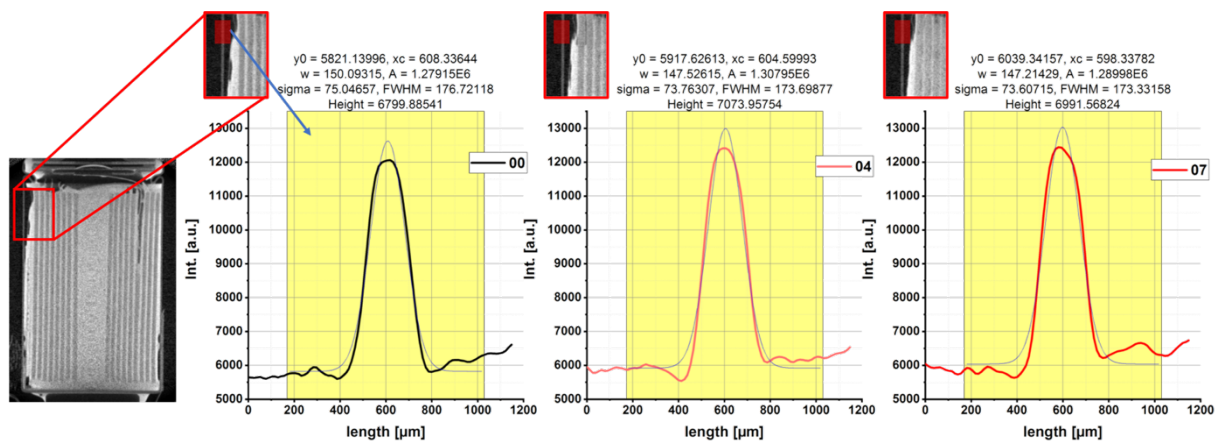 y0 = 5821.13996, xc = 608.33644
w = 150.09315, A = 1.27915E6
sigma = 75.04657, FWHM = 176.72118
Height = 6799.88541
13000
12000
11000
10000
9000
8000
7000
6000
5000
Int. [a.u.]
00
0
200
400
600
800
1000
1200
length [µm]
y0 = 5917.62613, xc = 604.59993
w = 147.52615, A = 1.30795E6
sigma = 73.76307, FWHM = 173.69877
Height = 7073.95754
13000
12000
11000
10000
9000
8000
7000
6000
5000
Int. [a.u.]
04
0
200
400
600
800
1000
1200
length [µm]
y0 = 6039.34157, xc = 598.33782
w = 147.21429, A = 1.28998E6
sigma = 73.60715, FWHM = 173.33158
Height = 6991.56824
13000
12000
11000
10000
9000
8000
7000
6000
5000
Int. [a.u.]
07
0
200
400
600
800
1000
1200
length [µm]